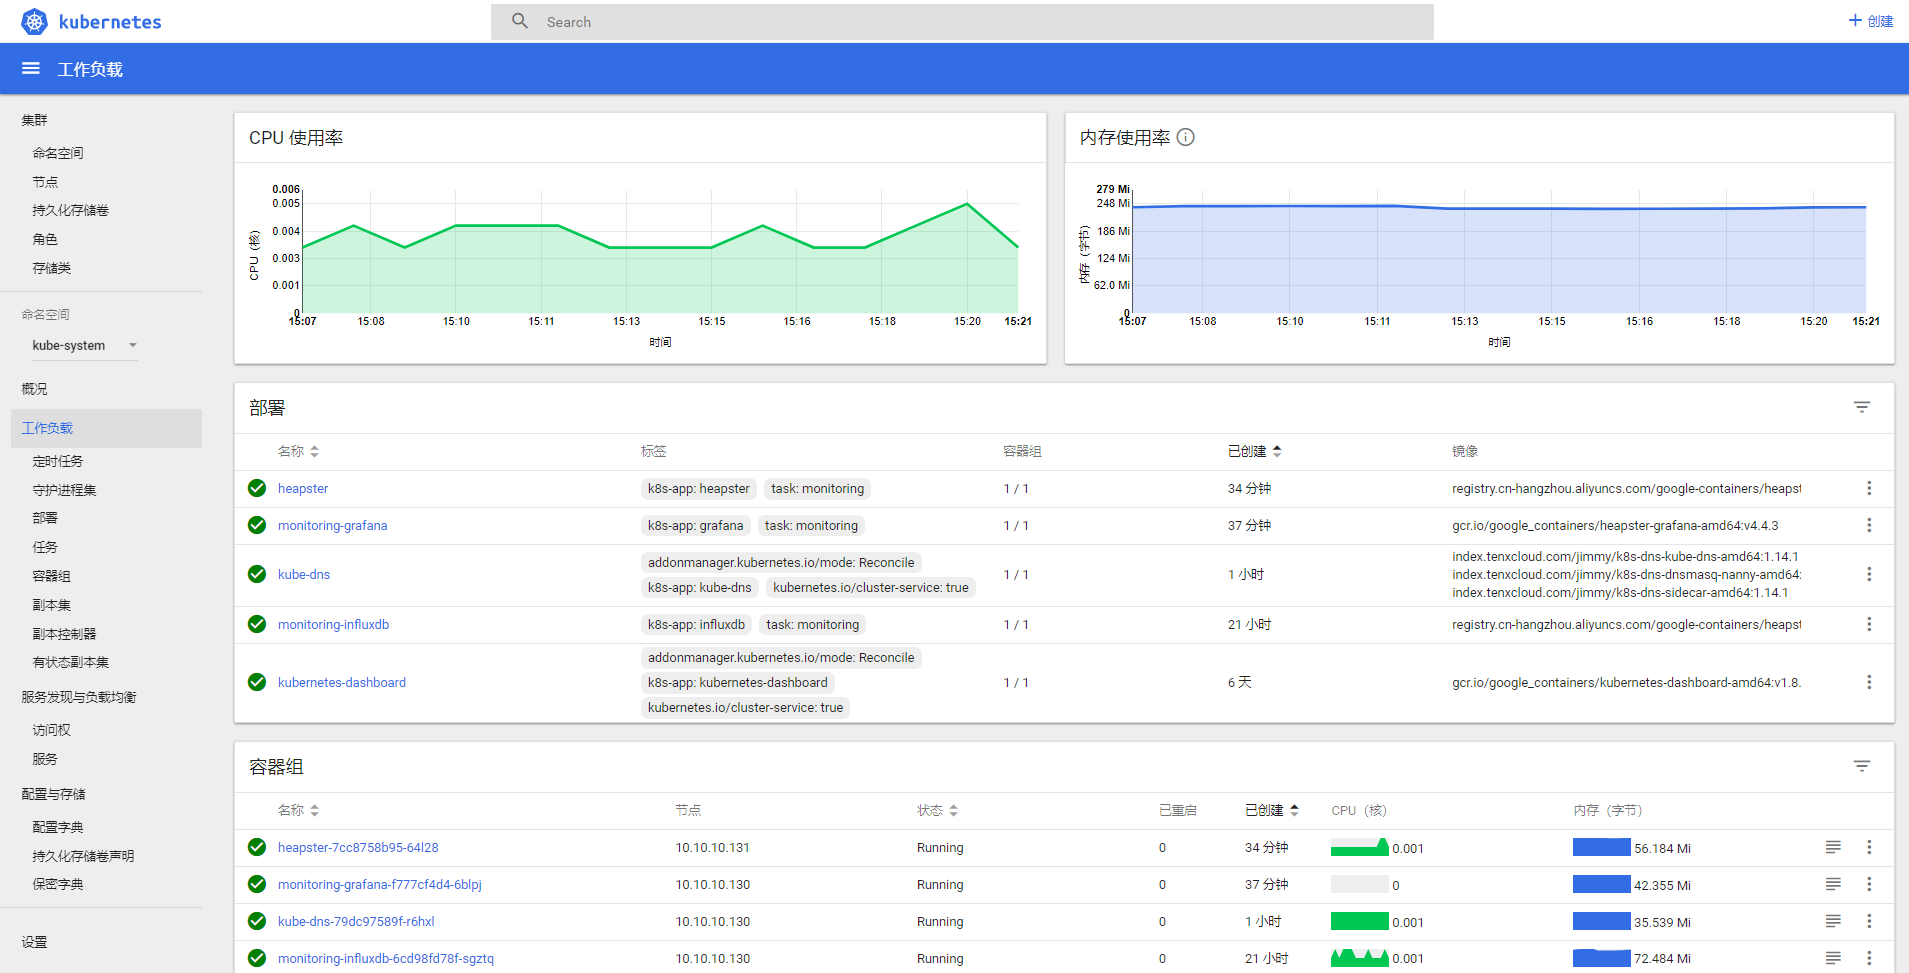 kubernetes
Search
创建
工作负载
集群
命名空间
节点
持久化存储卷
角色
存储类
命名空间
kube-system
概况
工作负载
定时任务
守护进程集
部署
任务
容器组
副本集
副本控制器
有状态副本集
服务发现与负载均衡
访问权
服务
配置与存储
配置字典
持久化存储卷声明
保密字典
设置
CPU 使用率
CPU（核）
0.006
0.005
0.004
0.003
0.001
0
15:07 15:08 15:10 15:11 15:13 15:15 15:16 15:18 15:20 15:21
时间
内存使用率
内存（字节）
279 Mi
248 Mi
186 Mi
124 Mi
62.0 Mi
0
15:07 15:08 15:10 15:11 15:13 15:15 15:16 15:18 15:20 15:21
时间
部署
名称 标签 容器组 已创建 镜像
heapster k8s-app: heapster task: monitoring 1 / 1 34 分钟 registry.cn-hangzhou.aliyuncs.com/google-containers/heapst
monitoring-grafana k8s-app: grafana task: monitoring 1 / 1 37 分钟 gcr.io/google_containers/heapster-grafana-amd64:v4.4.3
kube-dns addonmanager.kubernetes.io/mode: Reconcile
k8s-app: kube-dns kubernetes.io/cluster-service: true
1 / 1 1 小时
index.tenxcloud.com/jimmy/k8s-dns-kube-dns-amd64:1.14.1
index.tenxcloud.com/jimmy/k8s-dns-dnsmasq-nanny-amd64:
index.tenxcloud.com/jimmy/k8s-dns-sidecar-amd64:1.14.1
monitoring-influxdb k8s-app: influxdb task: monitoring 1 / 1 21 小时 registry.cn-hangzhou.aliyuncs.com/google-containers/heapst
kubernetes-dashboard addonmanager.kubernetes.io/mode: Reconcile
k8s-app: kubernetes-dashboard
kubernetes.io/cluster-service: true
1 / 1 6 天 gcr.io/google_containers/kubernetes-dashboard-amd64:v1.8.
容器组
名称 节点 状态 已重启 已创建 CPU（核） 内存（字节）
heapster-7cc8758b95-64l28 10.10.10.131 Running 0 34 分钟 0.001 56.184 Mi
monitoring-grafana-f777cf4d4-6blpj 10.10.10.130 Running 0 37 分钟 0 42.355 Mi
kube-dns-79dc97589f-r6hxl 10.10.10.130 Running 0 1 小时 0.001 35.539 Mi
monitoring-influxdb-6cd98fd78f-sgztq 10.10.10.130 Running 0 21 小时 0.001 72.484 Mi